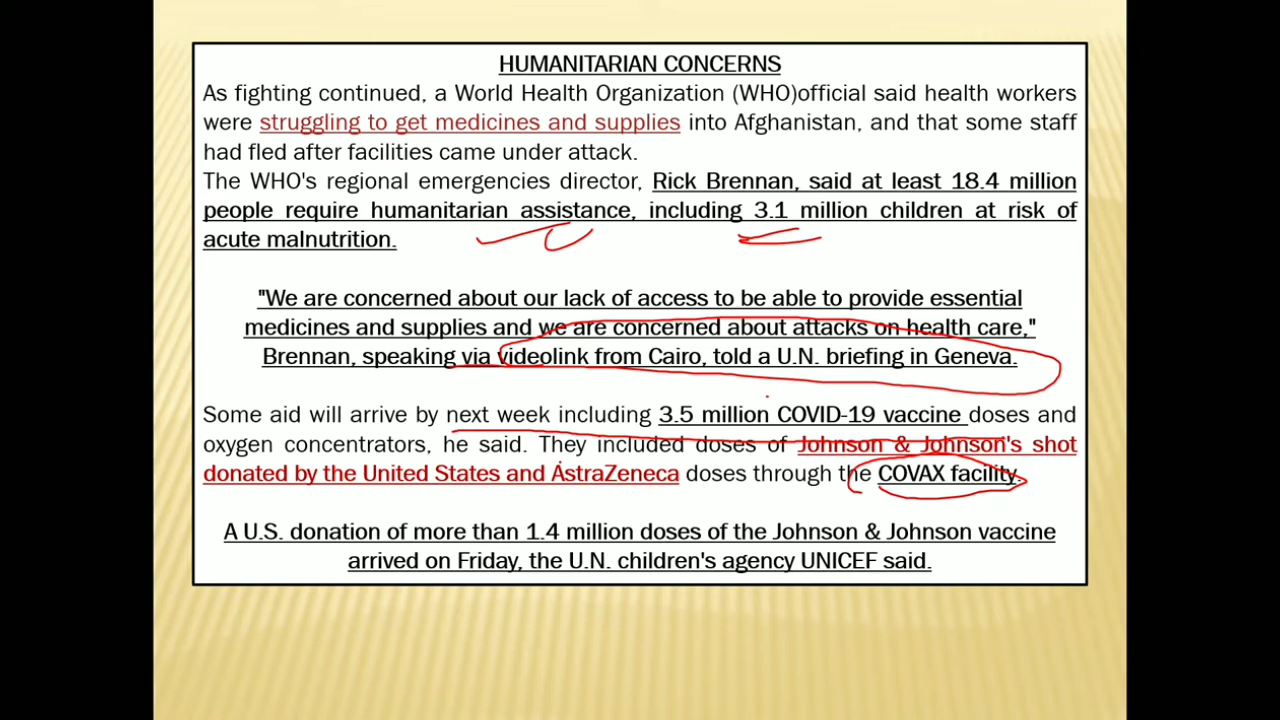 HUMANITARIAN CONCERNS
As fighting continued, a World Health Organization (WHO)official said health workers
were struggling to get medicines and supplies into Afghanistan, and that some staff
had fled after facilities came under attack.
The WHO's regional emergencies director, Rick Brennan, said at least 18.4 million
people require humanitarian assistance, including 3.1 million children at risk of
acute malnutrition.
"We are concerned about our lack of access to be able to provide essential
medicines and supplies and we are concerned about attacks on health care,"
Brennan, speaking via videolink from Cairo, told a U.N. briefing in Geneva.
Some aid will arrive by next week including 3.5 million COVID-19 vaccine doses and
oxygen concentrators, he said. They included doses of Johnson & Johnson's shot
donated by the United States and AstraZeneca doses through the COVAX facility.
A U.S. donation of more than 1.4 million doses of the Johnson & Johnson vaccine
arrived on Friday, the U.N. children's agency UNICEF said.